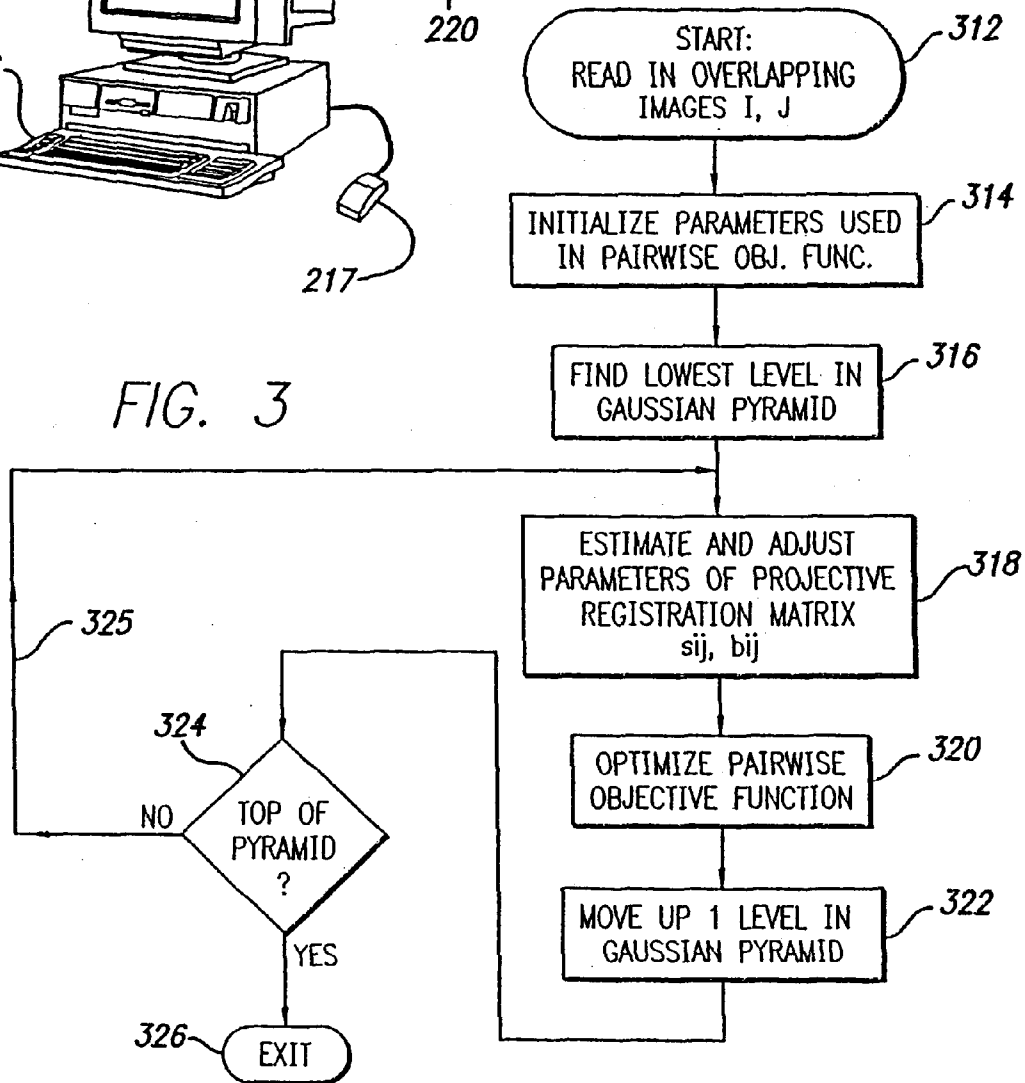 220
217
FIG. 3
START:
READ IN OVERLAPPING
IMAGES I, J
312
INITIALIZE PARAMETERS USED
IN PAIRWISE OBJ. FUNC.
314
FIND LOWEST LEVEL IN
GAUSSIAN PYRAMID
316
ESTIMATE AND ADJUST
PARAMETERS OF PROJECTIVE
REGISTRATION MATRIX
sij, bij
318
OPTIMIZE PAIRWISE
OBJECTIVE FUNCTION
320
MOVE UP 1 LEVEL IN
GAUSSIAN PYRAMID
322
325
324
TOP OF
PYRAMID
?
NO
YES
326
EXIT